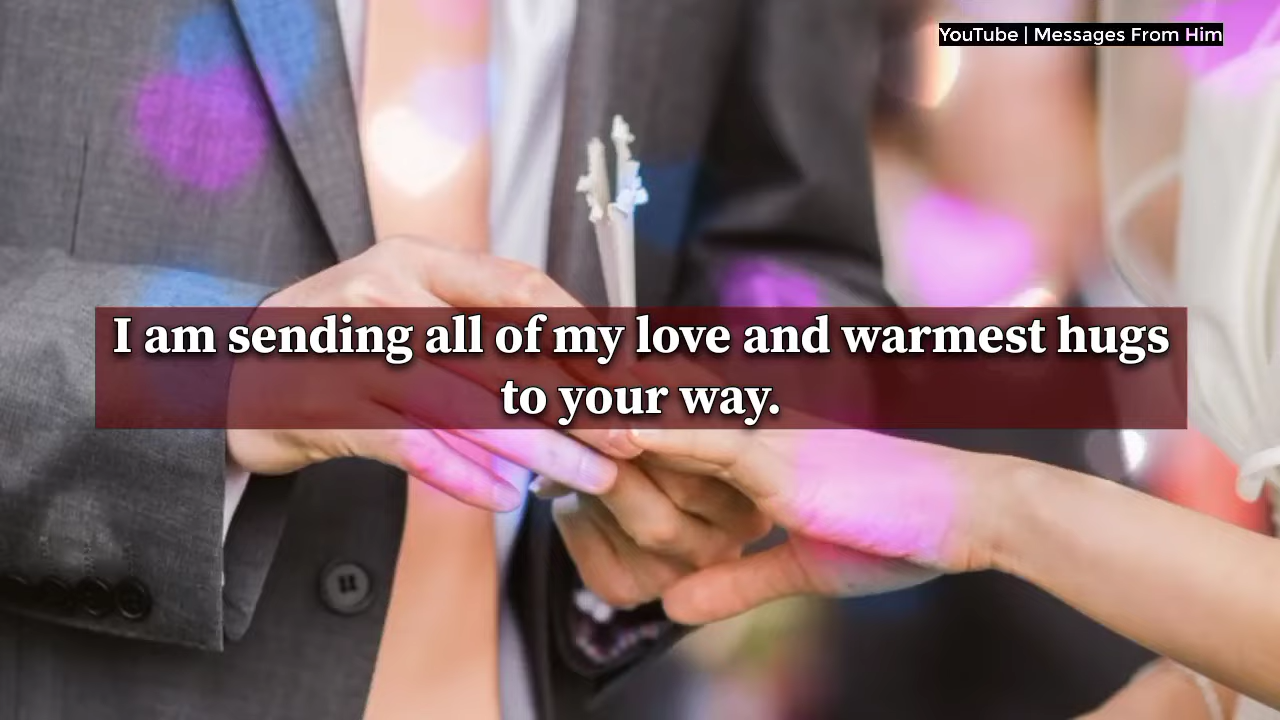 YouTube | Messages From Him
I am sending all of my love and warmest hugs
to your way.